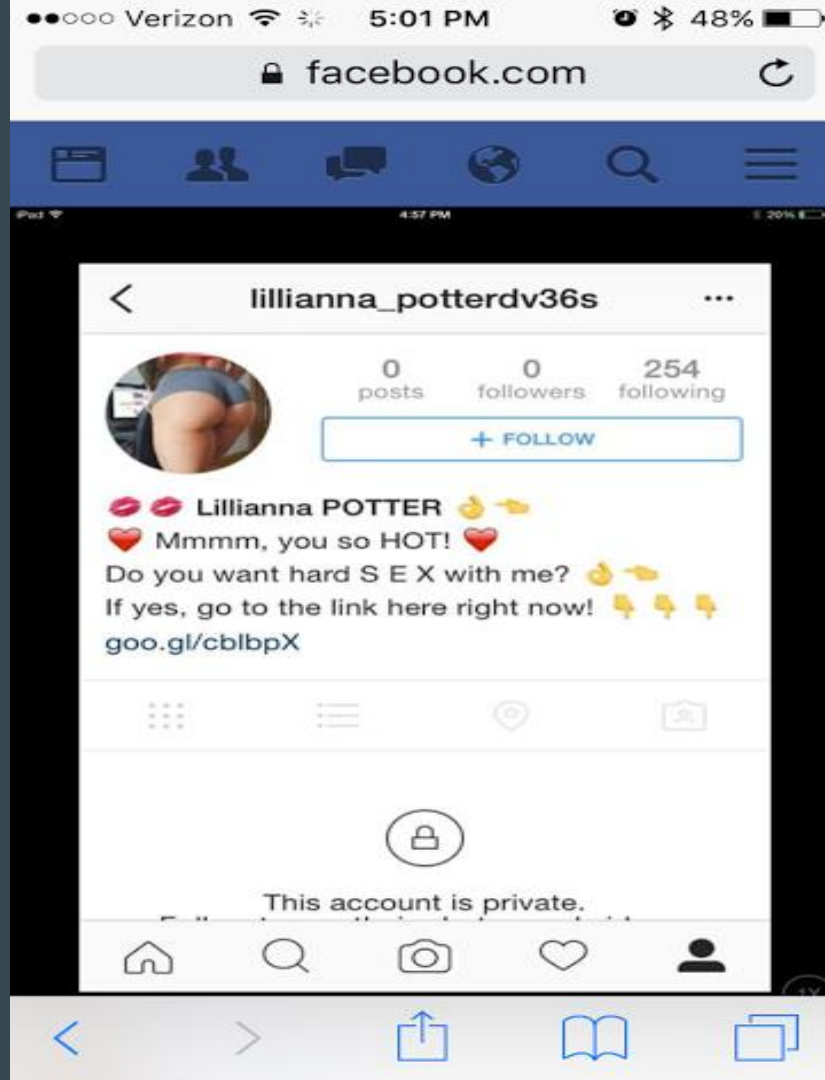 Verizon 5:01 PM 48%
facebook.com
iPad 4:57 PM 20%
lillianna_potterdv36s
0 0 254
posts followers following
+ FOLLOW
💋 💋 Lillianna POTTER 👌 👈
❤️ Mmmm, you so HOT! ❤️
Do you want hard S E X with me? 👌 👈
If yes, go to the link here right now! 👇 👇 👇
goo.gl/cblbpX
This account is private.
1X